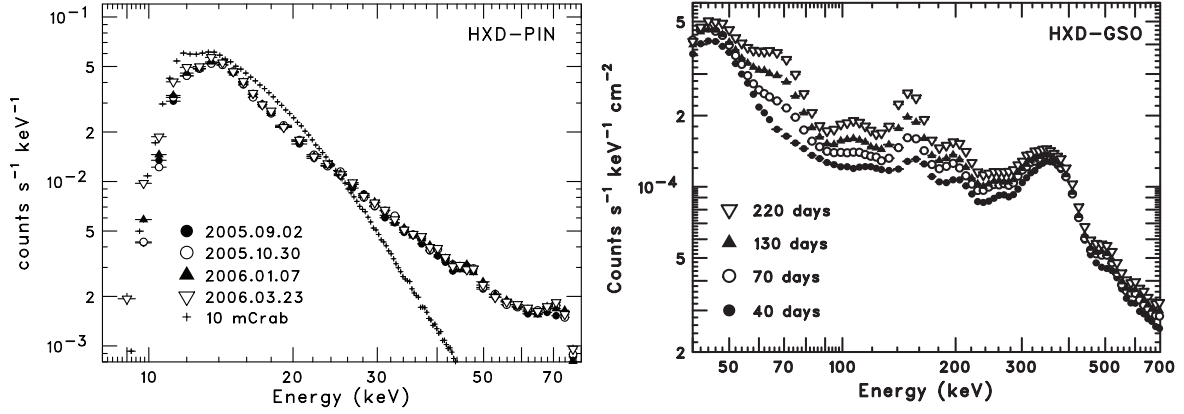 HXD−PIN
counts s⁻¹ keV⁻¹
10⁻¹
5
2
10⁻²
5
2
10⁻³
2005.09.02
2005.10.30
2006.01.07
2006.03.23
10 mCrab
10 20 30 50 70
Energy (keV)
HXD−GSO
Counts s⁻¹ keV⁻¹ cm⁻²
5
2
10⁻⁴
5
2
220 days
130 days
70 days
40 days
50 100 200 300 500 700
Energy (keV)